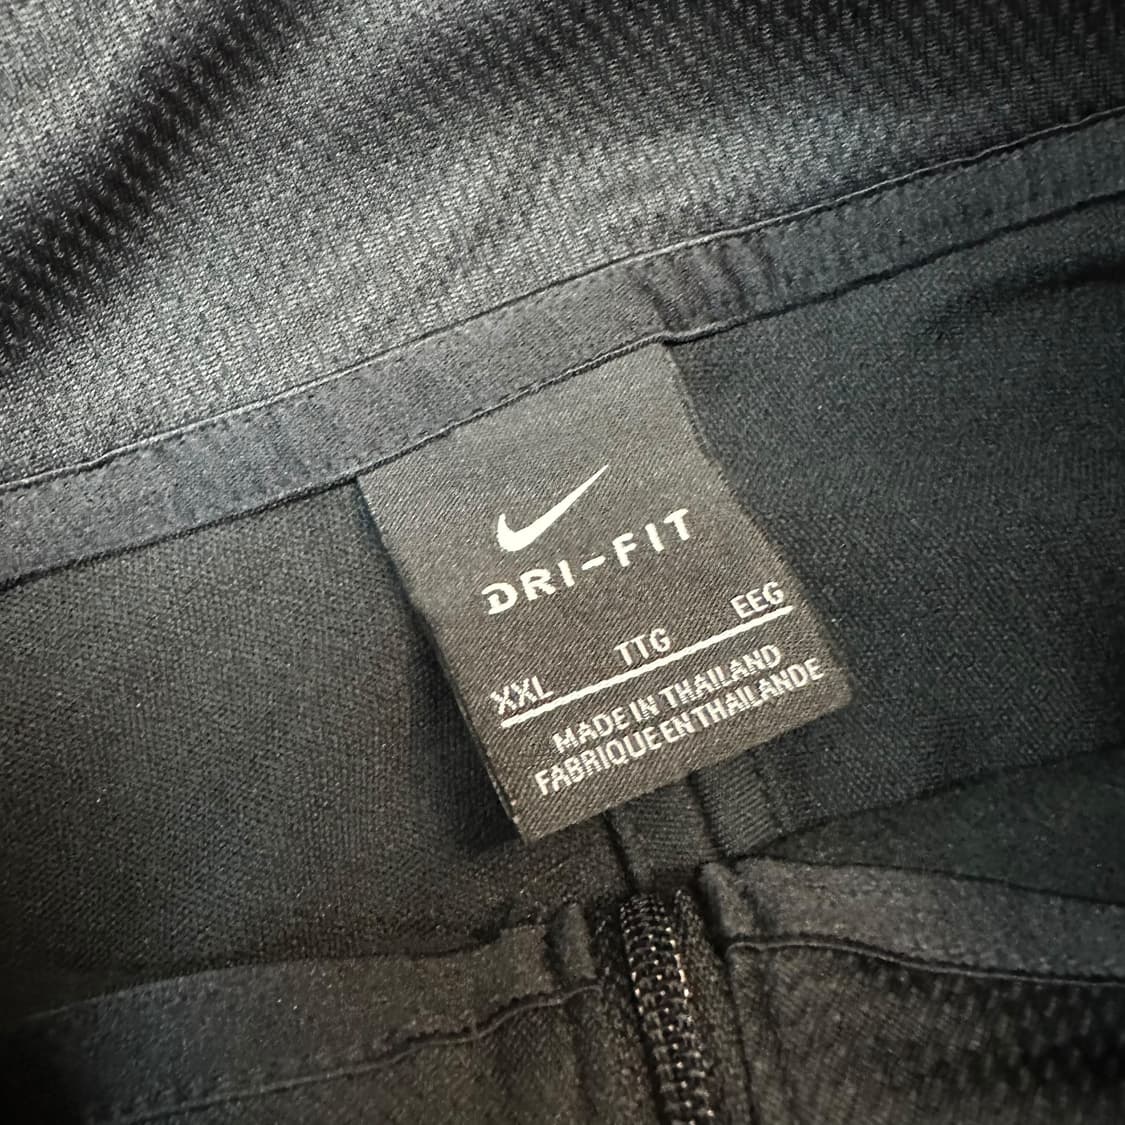 DRI-FIT
XXL TTG EEG
MADE IN THAILAND
FABRIQUE EN THAILANDE